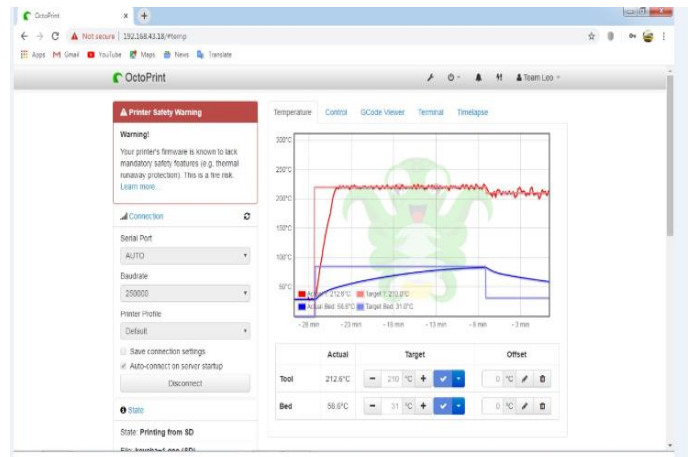 OctoPrint
Not secure | 192.168.43.18/#temp
Apps Gmail YouTube Maps News Translate
OctoPrint
Team Leo
Printer Safety Warning
Warning!
Your printer's firmware is known to lack
mandatory safety features (e.g. thermal
runaway protection). This is a fire risk.
Learn more...
Connection
Serial Port
AUTO
Baudrate
250000
Printer Profile
Default
Save connection settings
Auto-connect on server startup
Disconnect
State
State: Printing from SD
Temperature Control GCode Viewer Terminal Timelapse
300°C
250°C
200°C
150°C
100°C
50°C
Actual T: 212.6°C Target T: 210.0°C
Actual Bed: 56.6°C Target Bed: 31.0°C
- 28 min - 23 min - 18 min - 13 min - 8 min - 3 min
Actual Target Offset
Tool 212.6°C - 210 °C + 0 °C
Bed 56.6°C - 31 °C + 0 °C